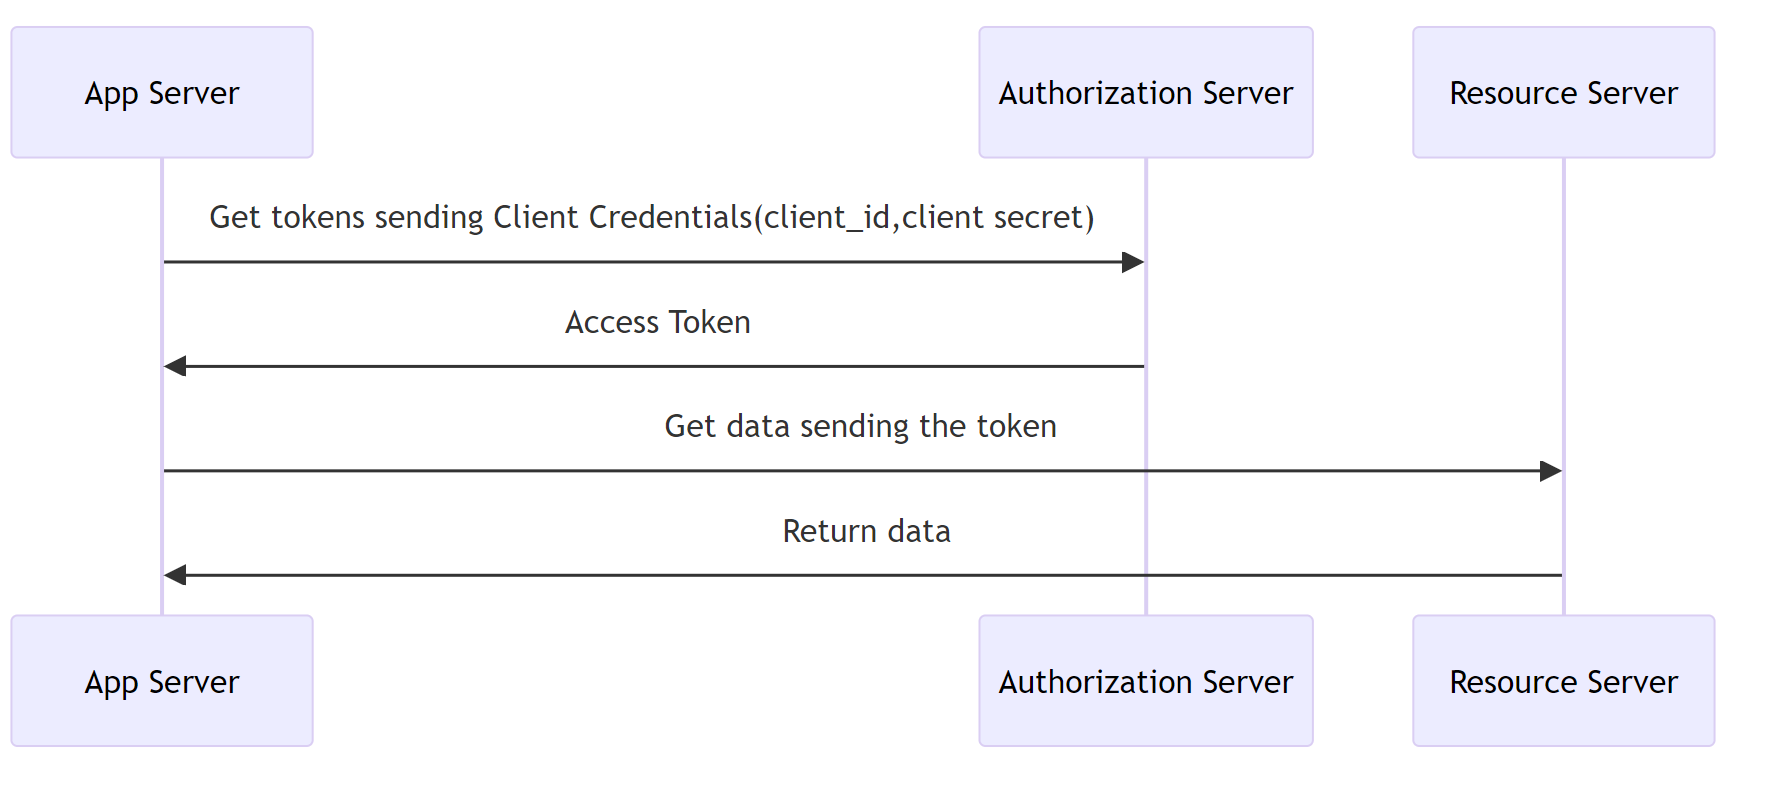 App Server
Authorization Server
Resource Server
Get tokens sending Client Credentials(client_id,client secret)
Access Token
Get data sending the token
Return data
App Server
Authorization Server
Resource Server